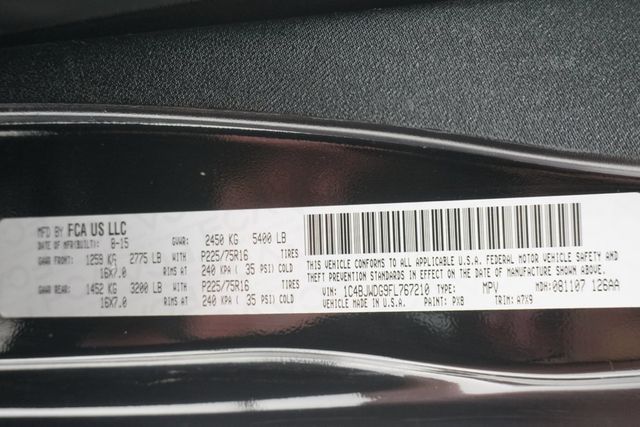 MFD BY FCA US LLC
DATE OF MFR(BUILT): 8-15 GVWR: 2450 KG 5400 LB
GAWR FRONT: 1259 KG 2775 LB WITH P225/75R16 TIRES
16X7.0 RIMS AT 240 KPA ( 35 PSI) COLD
GAWR REAR: 1452 KG 3200 LB WITH P225/75R16 TIRES
16X7.0 RIMS AT 240 KPA ( 35 PSI) COLD
THIS VEHICLE CONFORMS TO ALL APPLICABLE U.S.A. FEDERAL MOTOR VEHICLE SAFETY AND
THEFT PREVENTION STANDARDS IN EFFECT ON THE DATE OF MANUFACTURE SHOWN ABOVE.
VIN: 1C4BJWDG9FL767210 TYPE: MPV MDH: 081107 126AA
VEHICLE MADE IN U.S.A. PAINT: PX8 TRIM: A7X9